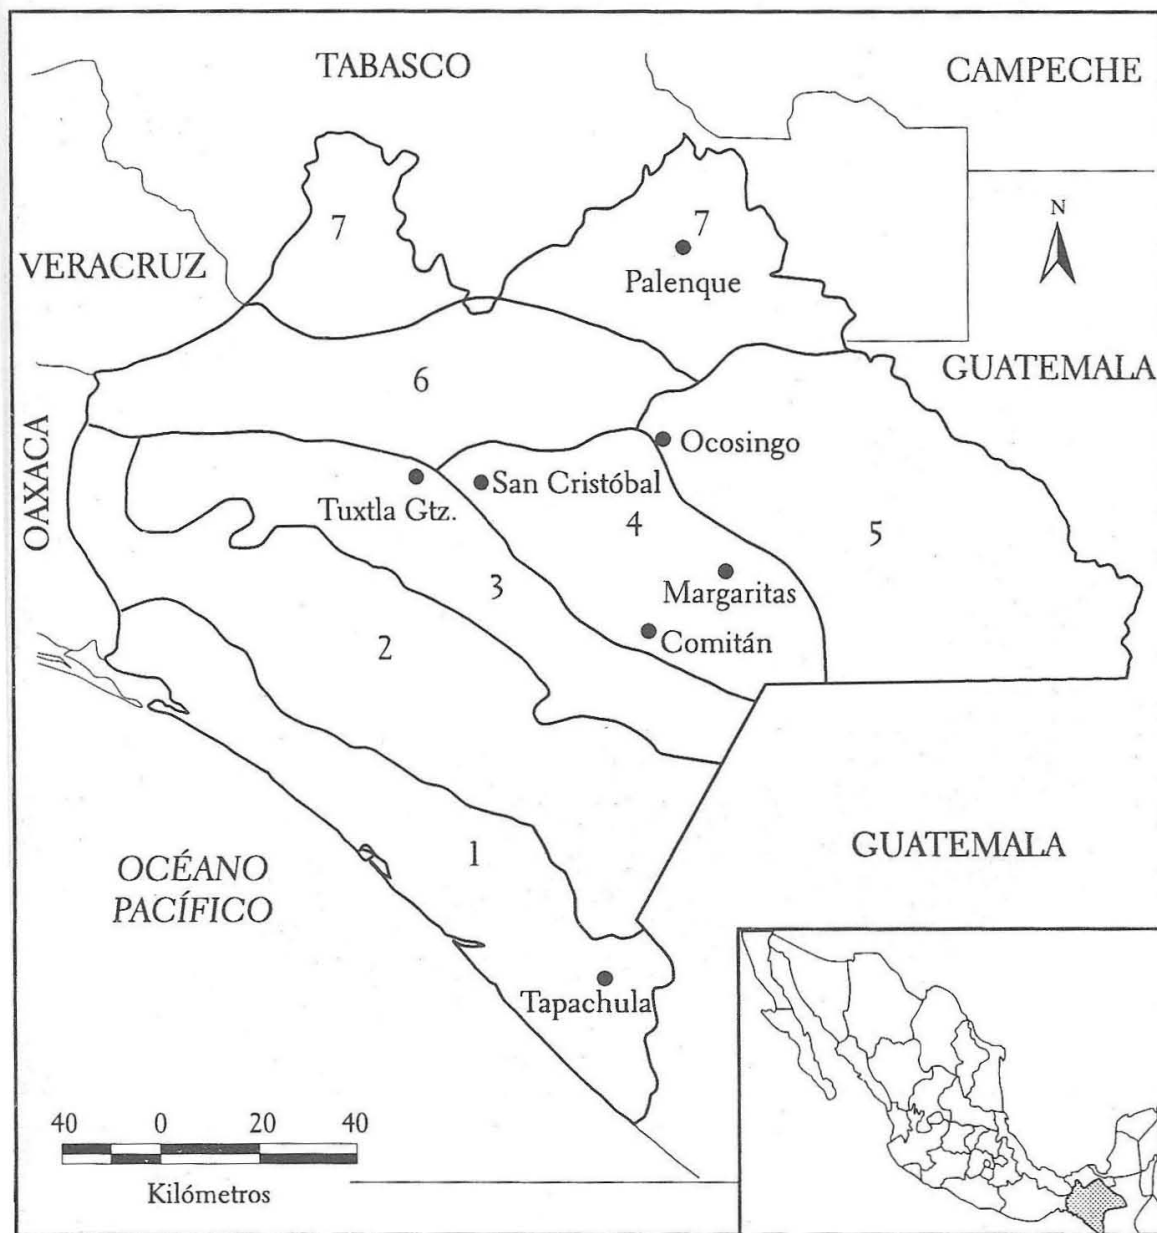 TABASCO
CAMPECHE
7
7
N
VERACRUZ
Palenque
6
GUATEMALA
OAXACA
Ocosingo
San Cristóbal
Tuxtla Gtz.
4
5
3
Margaritas
2
Comitán
1
GUATEMALA
OCÉANO
PACÍFICO
Tapachula
40 0 20 40
Kilómetros